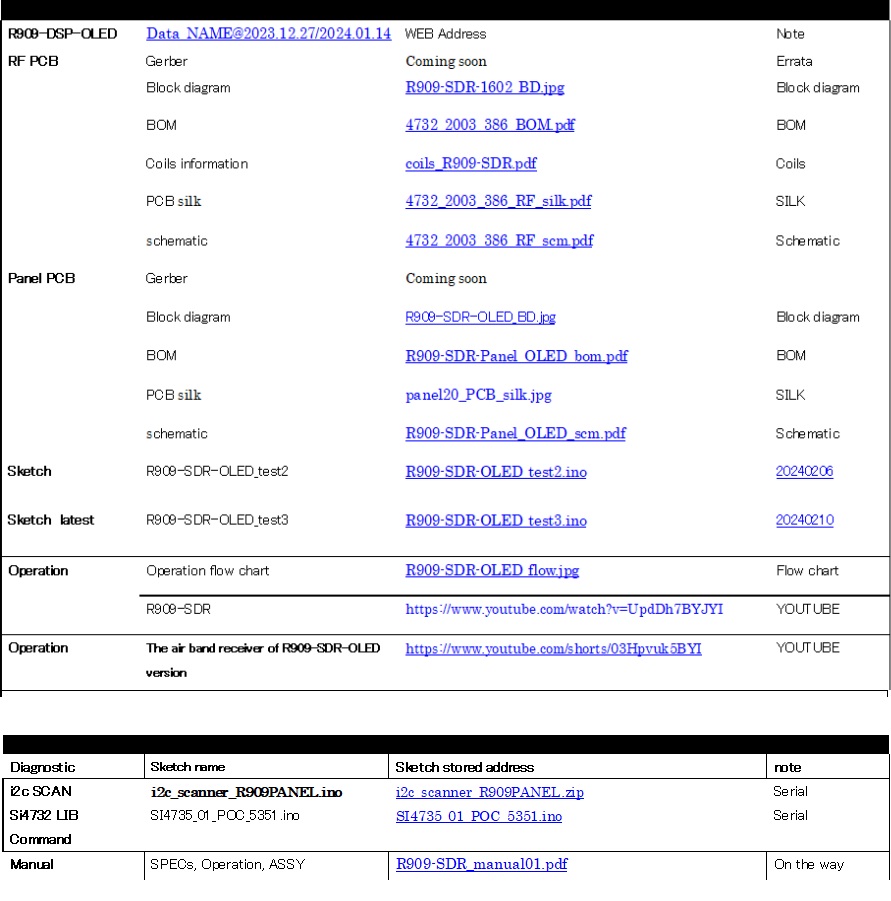 R909-DSP-OLED Data_NAME@2023.12.27/2024.01.14 WEB Address Note
RF PCB Gerber Coming soon Errata
Block diagram R909-SDR-1602_BD.jpg Block diagram
BOM 4732_2003_386_BOM.pdf BOM
Coils information coils_R909-SDR.pdf Coils
PCB silk 4732_2003_386_RF_silk.pdf SILK
schematic 4732_2003_386_RF_scm.pdf Schematic
Panel PCB Gerber Coming soon
Block diagram R909-SDR-OLED_BD.jpg Block diagram
BOM R909-SDR-Panel_OLED_bom.pdf BOM
PCB silk panel20_PCB_silk.jpg SILK
schematic R909-SDR-Panel_OLED_scm.pdf Schematic
Sketch R909-SDR-OLED_test2 R909-SDR-OLED_test2.ino 20240206
Sketch latest R909-SDR-OLED_test3 R909-SDR-OLED_test3.ino 20240210
Operation Operation flow chart R909-SDR-OLED_flow.jpg Flow chart
R909-SDR https://www.youtube.com/watch?v=UpdDh7BYJYI YOUTUBE
Operation The air band receiver of R909-SDR-OLED https://www.youtube.com/shorts/03Hpvuk5BYI YOUTUBE
version
Diagnostic Sketch name Sketch stored address note
i2c SCAN i2c_scanner_R909PANEL.ino i2c_scanner_R909PANEL.zip Serial
Si4732 LIB SI4735_01_POC_5351.ino SI4735_01_POC_5351.ino Serial
Command
Manual SPECs, Operation, ASSY R909-SDR_manual01.pdf On the way